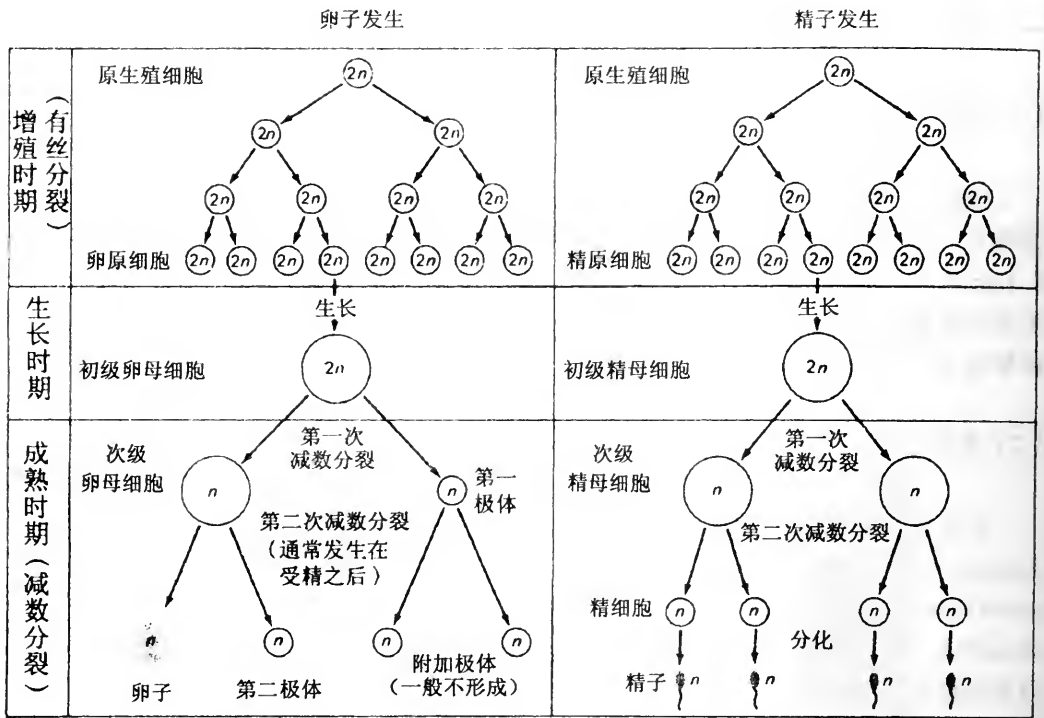 卵子发生
精子发生
增殖时期
（有丝分裂）
原生殖细胞
2n
2n
2n
2n
2n
2n
2n
卵原细胞
2n
2n
2n
2n
2n
2n
2n
2n
原生殖细胞
2n
2n
2n
2n
2n
2n
2n
精原细胞
2n
2n
2n
2n
2n
2n
2n
2n
生长时期
生长
初级卵母细胞
2n
生长
初级精母细胞
2n
成熟时期（减数分裂）
第一次
减数分裂
次级
卵母细胞
n
n
第一
极体
第二次减数分裂
（通常发生在
受精之后）
n
n
n
n
卵子
第二极体
附加极体
（一般不形成）
第一次
减数分裂
次级
精母细胞
n
n
第二次减数分裂
精细胞
n
n
n
n
分化
精子
n
n
n
n